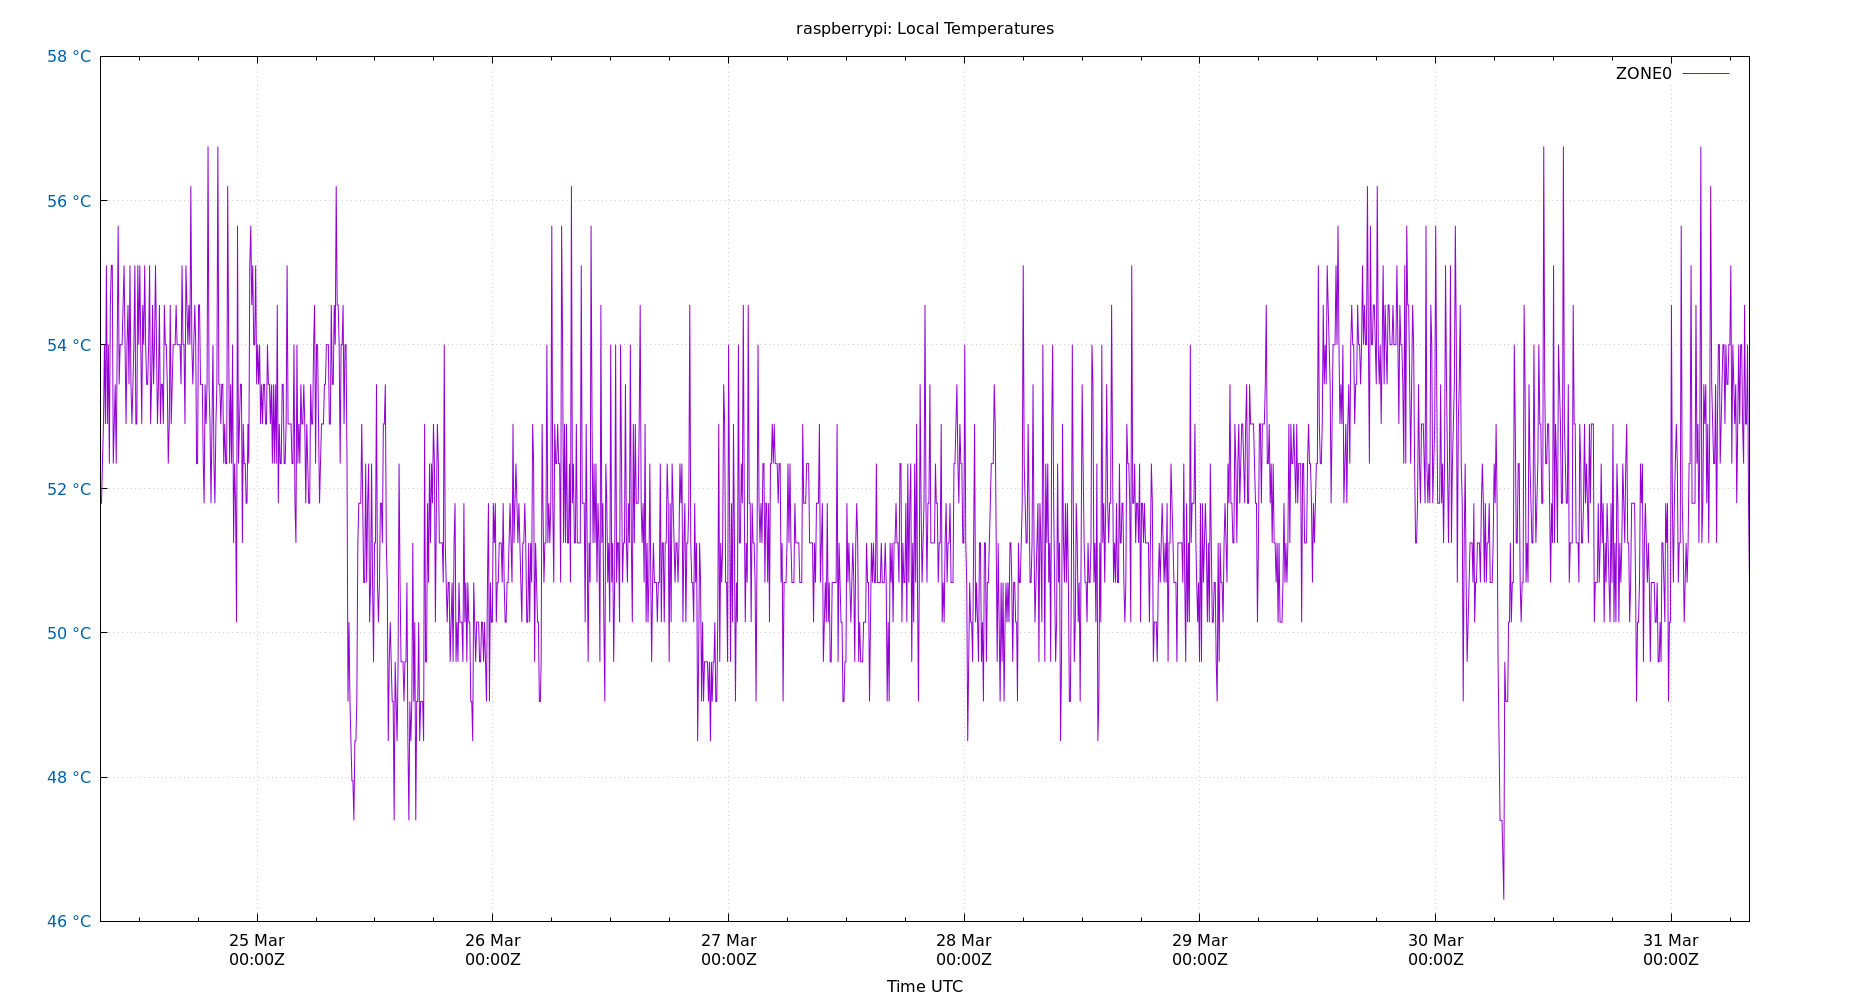 raspberrypi: Local Temperatures
58 °C
ZONE0
56 °C
54 °C
52 °C
50 °C
48 °C
46 °C
25 Mar 26 Mar 27 Mar 28 Mar 29 Mar 30 Mar 31 Mar
00:00Z 00:00Z 00:00Z 00:00Z 00:00Z 00:00Z 00:00Z
Time UTC